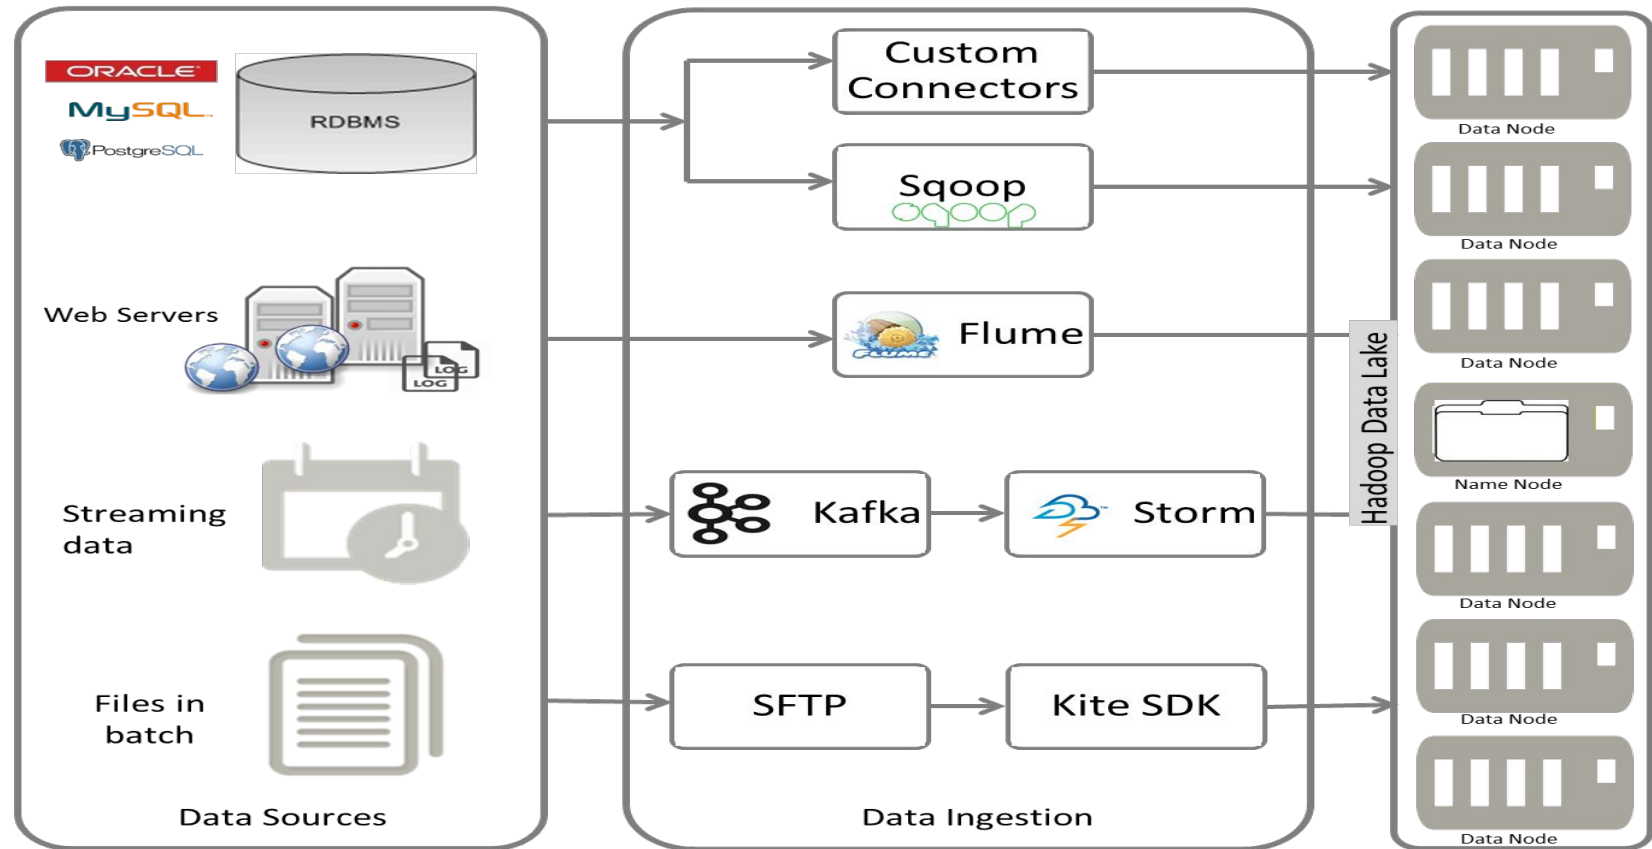 ORACLE
MySQL
PostgreSQL
RDBMS
Web Servers
LOG
LOG
Streaming
data
Files in
batch
Data Sources
Custom
Connectors
Sqoop
sqoop
Flume
FLUME
Kafka
Storm
SFTP
Kite SDK
Data Ingestion
Hadoop Data Lake
Data Node
Data Node
Data Node
Name Node
Data Node
Data Node
Data Node